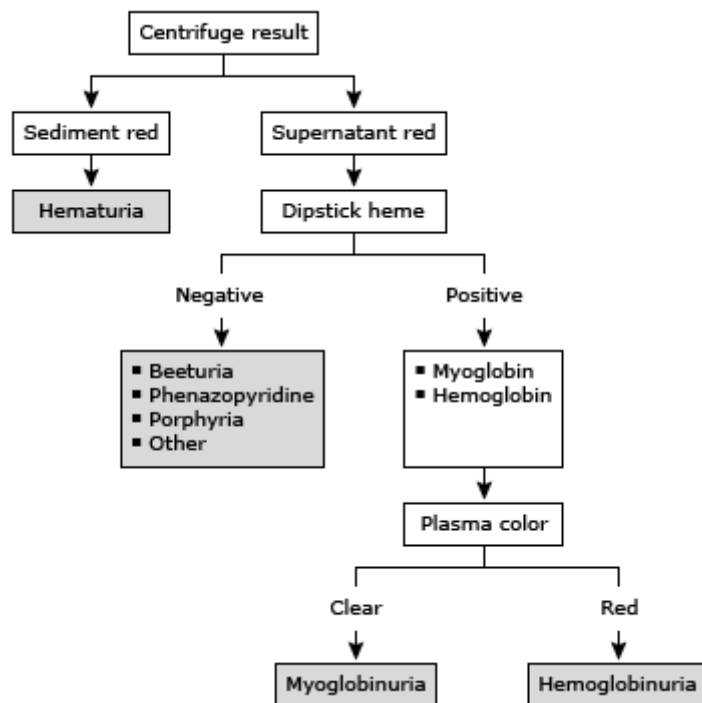 Centrifuge result
Sediment red
Supernatant red
Hematuria
Dipstick heme
Negative
Positive
▪ Beeturia
▪ Phenazopyridine
▪ Porphyria
▪ Other
▪ Myoglobin
▪ Hemoglobin
Plasma color
Clear
Red
Myoglobinuria
Hemoglobinuria